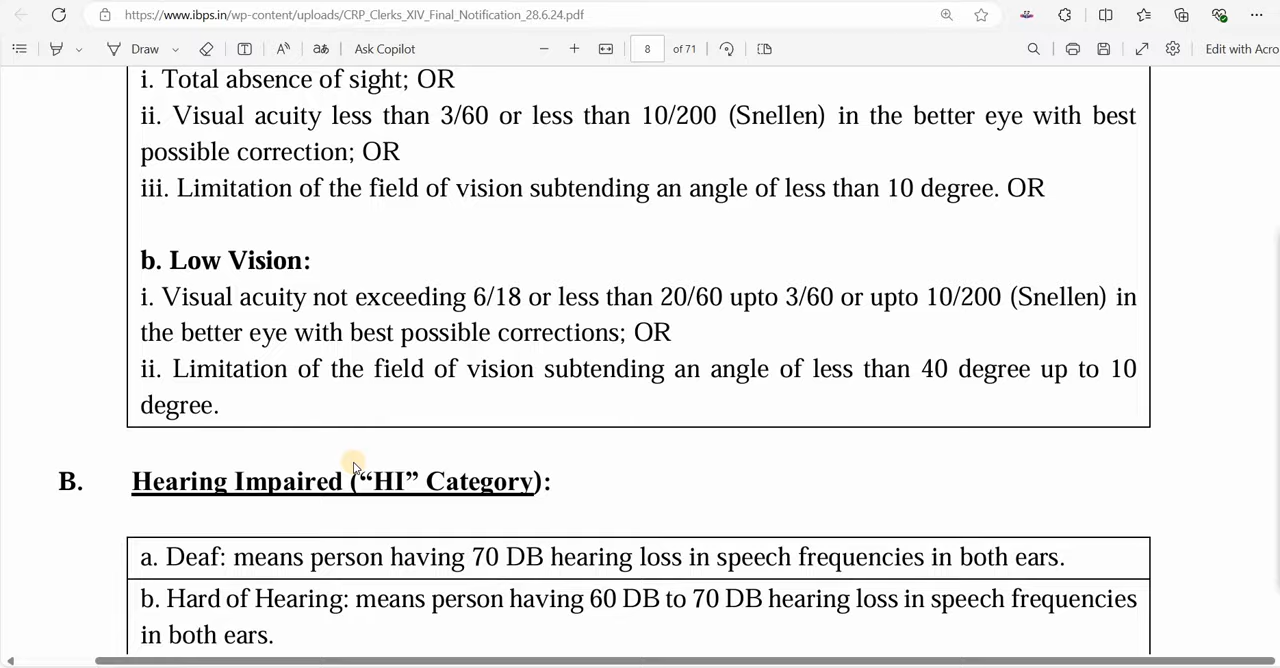 https://www.ibps.in/wp-content/uploads/CRP_Clerks_XIV_Final_Notification_28.6.24.pdf
Draw
Ask Copilot
8
of 71
Edit with Acro
i. Total absence of sight; OR
ii. Visual acuity less than 3/60 or less than 10/200 (Snellen) in the better eye with best
possible correction; OR
iii. Limitation of the field of vision subtending an angle of less than 10 degree. OR
b. Low Vision:
i. Visual acuity not exceeding 6/18 or less than 20/60 upto 3/60 or upto 10/200 (Snellen) in
the better eye with best possible corrections; OR
ii. Limitation of the field of vision subtending an angle of less than 40 degree up to 10
degree.
B. Hearing Impaired (“HI” Category):
a. Deaf: means person having 70 DB hearing loss in speech frequencies in both ears.
b. Hard of Hearing: means person having 60 DB to 70 DB hearing loss in speech frequencies
in both ears.